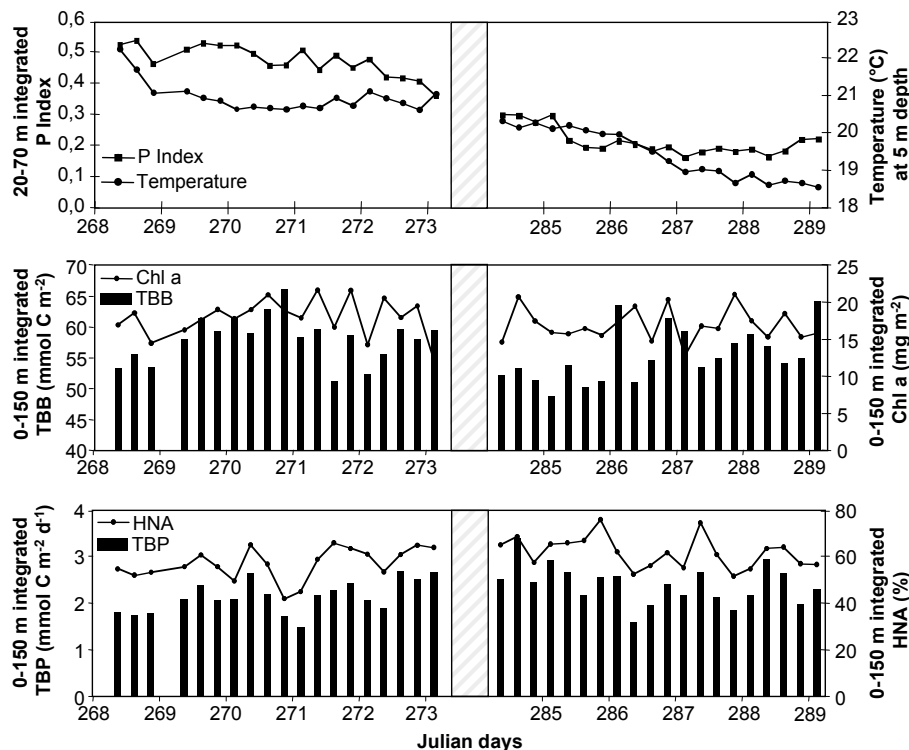 0,6
0,5
0,4
0,3
0,2
0,1
0,0
20-70 m integrated
P Index
P Index
Temperature
268 269 270 271 272 273 285 286 287 288 289
23
22
21
20
19
18
Temperature (°C)
at 5 m depth
70
65
60
55
50
45
40
0-150 m integrated
TBB (mmol C m-2)
Chl a
TBB
268 269 270 271 272 273 285 286 287 288 289
25
20
15
10
5
0
0-150 m integrated
Chl a (mg m-2)
4
3
2
1
0
0-150 m integrated
TBP (mmol C m-2 d-1)
HNA
TBP
268 269 270 271 272 273 285 286 287 288 289
80
60
40
20
0
0-150 m integrated
HNA (%)
Julian days